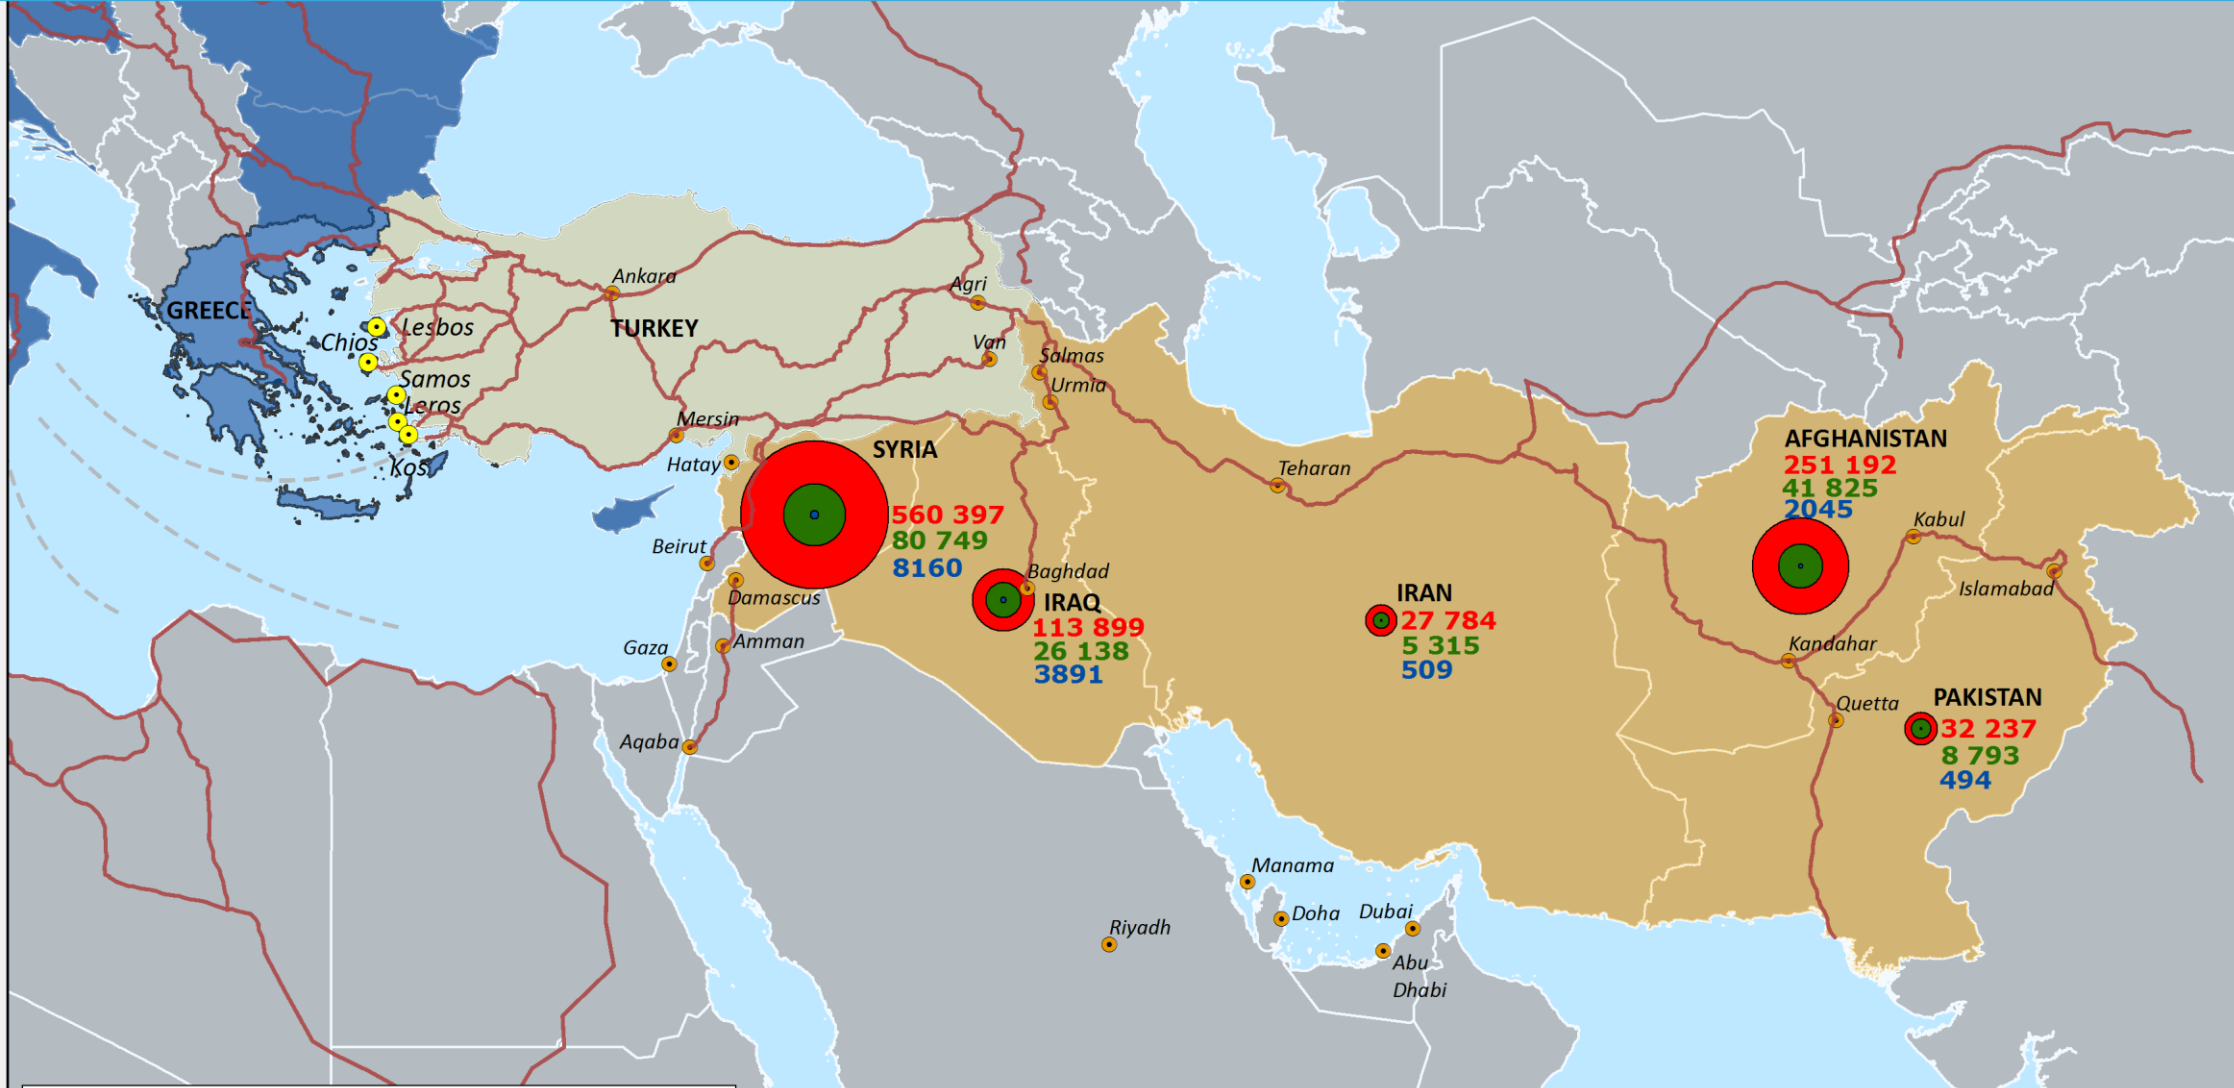 Ankara
Agri
GREECE
TURKEY
Lesbos
Chios
Van
Salmas
Urmia
Samos
Leros
Mersin
Kos
Hatay
SYRIA
560 397
80 749
8160
Teharan
AFGHANISTAN
251 192
41 825
2045
Kabul
Islamabad
Beirut
Damascus
Baghdad
IRAQ
113 899
26 138
3891
IRAN
27 784
5 315
509
Gaza
Amman
Kandahar
Quetta
PAKISTAN
32 237
8 793
494
Aqaba
Manama
Doha
Dubai
Riyadh
Abu
Dhabi